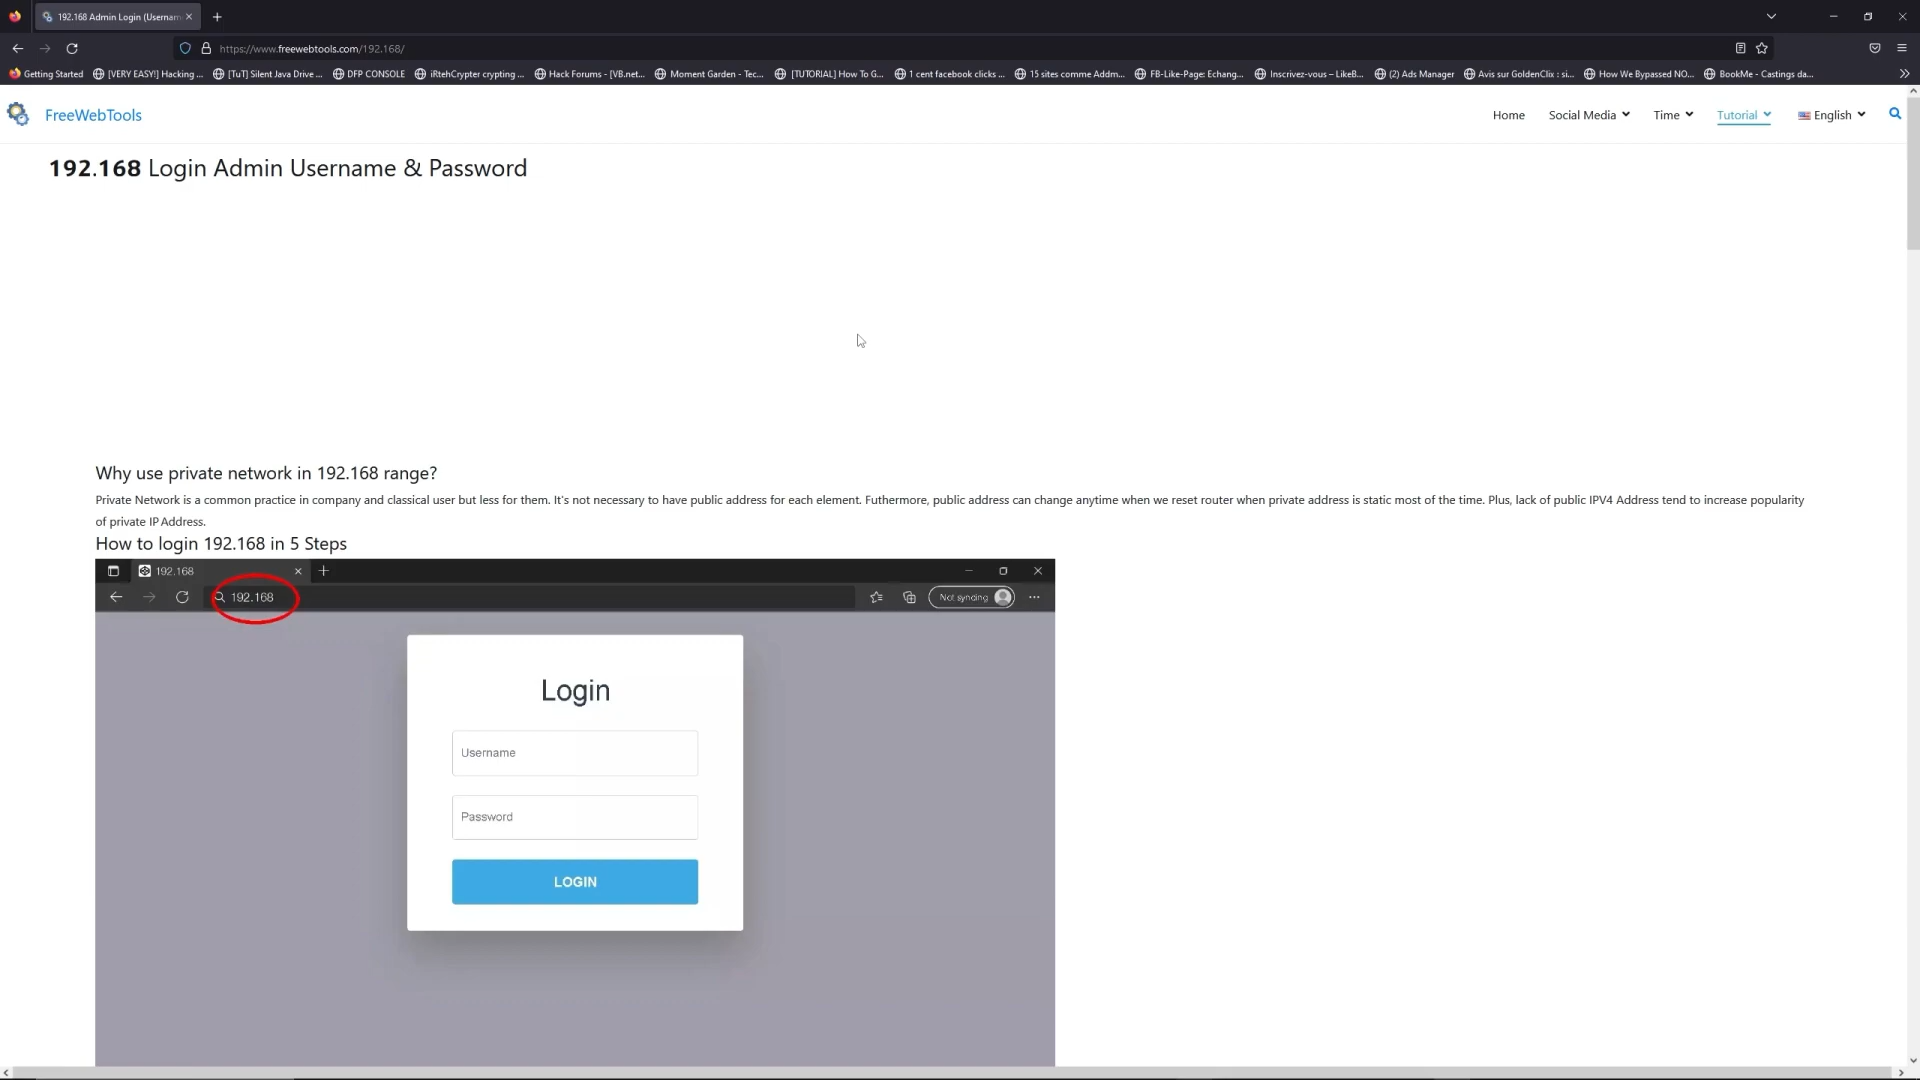 192.168 Admin Login (Usernam
https://www.freewebtools.com/192.168/
Getting Started
[VERY EASY!] Hacking ...
[TuT] Silent Java Drive ...
DFP CONSOLE
iRtehCrypter crypting ...
Hack Forums - [VB.net...
Moment Garden - Tec...
[TUTORIAL] How To G...
1 cent facebook clicks ...
15 sites comme Addm...
FB-Like-Page: Echang...
Inscrivez-vous – LikeB...
(2) Ads Manager
Avis sur GoldenClix : si...
How We Bypassed NO...
BookMe - Castings da...
FreeWebTools
Home
Social Media
Time
Tutorial
English
192.168 Login Admin Username & Password
Why use private network in 192.168 range?
Private Network is a common practice in company and classical user but less for them. It's not necessary to have public address for each element. Futhermore, public address can change anytime when we reset router when private address is static most of the time. Plus, lack of public IPV4 Address tend to increase popularity
of private IP Address.
How to login 192.168 in 5 Steps
192.168
192.168
Not syncing
Login
Username
Password
LOGIN